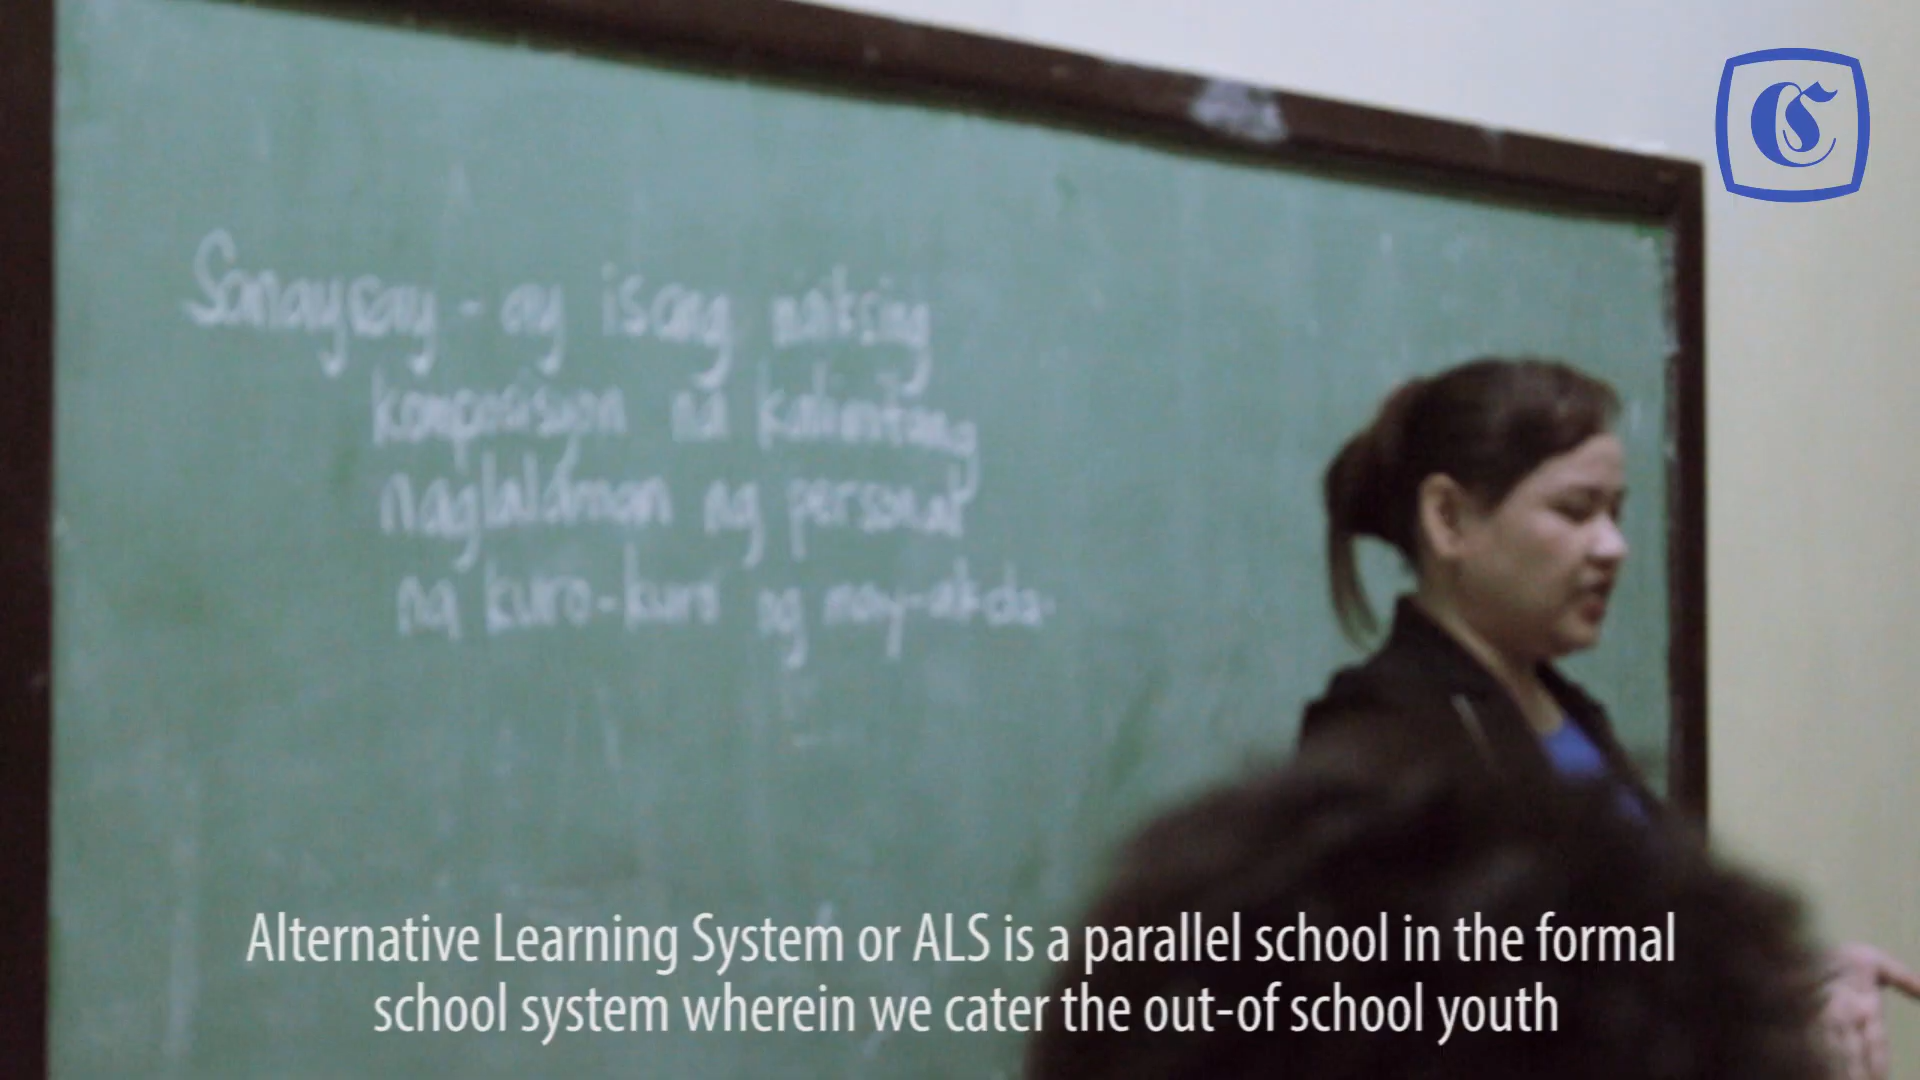 Sanaysay - ay isang maiksing
komposisyon na kalimitang
naglalaman ng personal
na kuro-kuro ng may-akda.
Alternative Learning System or ALS is a parallel school in the formal
school system wherein we cater the out-of school youth